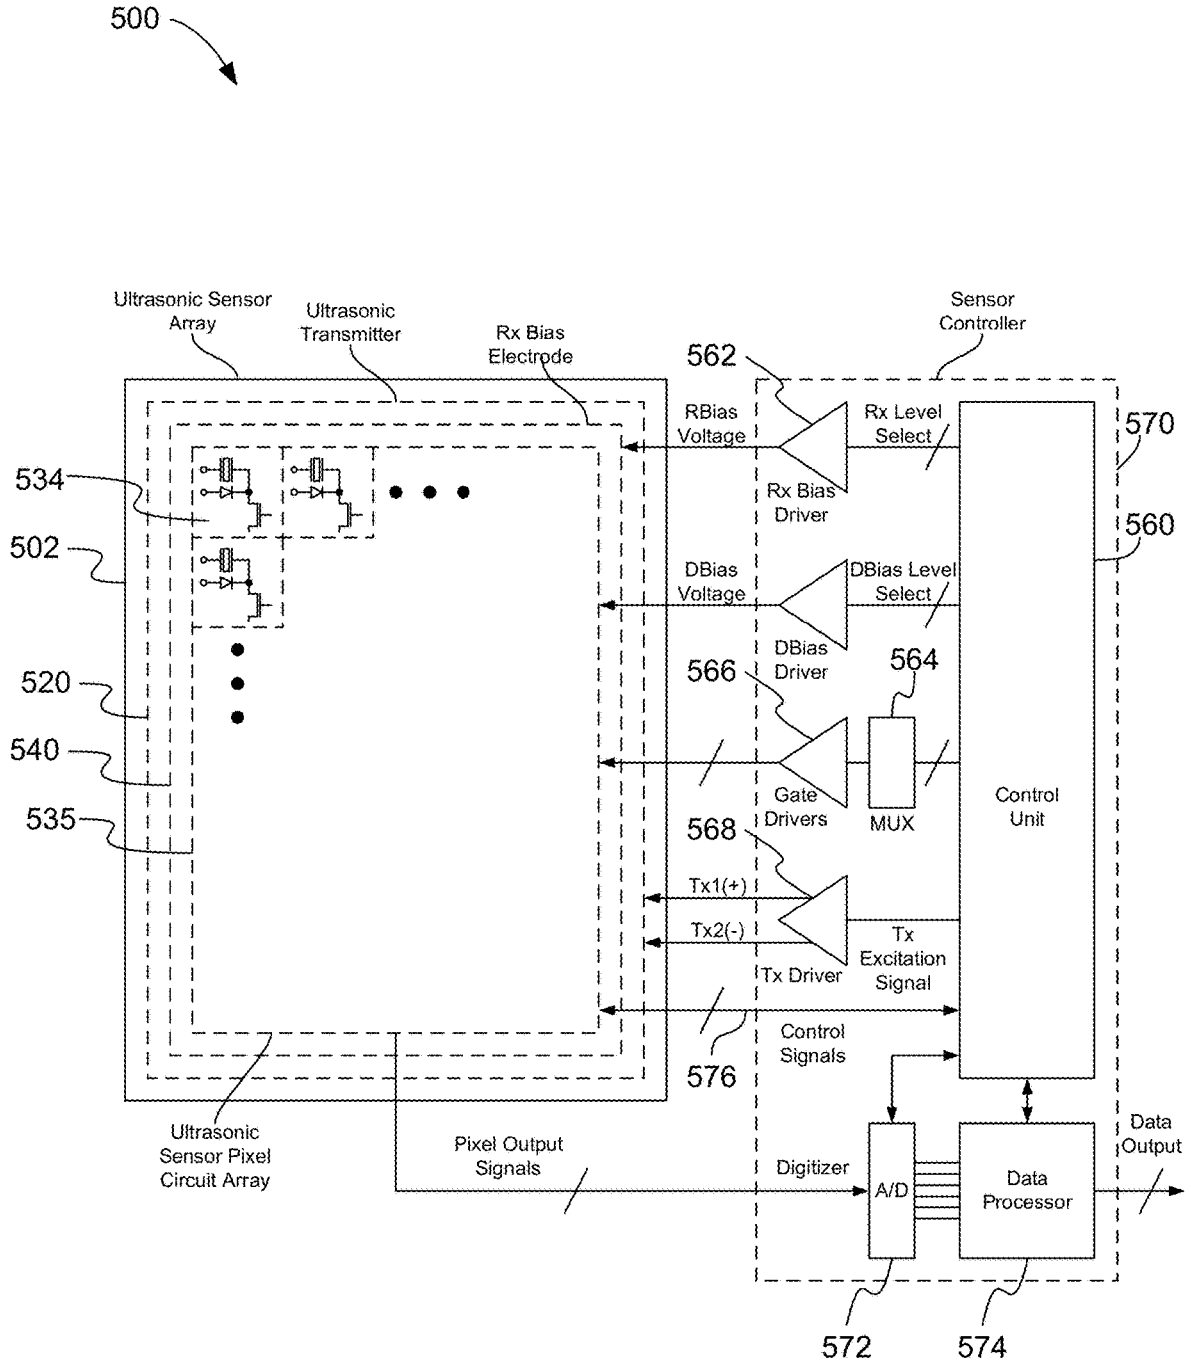 500
Ultrasonic Sensor
Array
Ultrasonic
Transmitter
Rx Bias
Electrode
Sensor
Controller
562
RBias
Voltage
Rx Level
Select
570
534
Rx Bias
Driver
502
560
DBias
Voltage
DBias Level
Select
DBias
Driver
564
566
520
540
535
Gate
Drivers
MUX
Control
Unit
568
Tx1(+)
Tx2(-)
Tx Driver
Tx
Excitation
Signal
Control
Signals
576
Ultrasonic
Sensor Pixel
Circuit Array
Pixel Output
Signals
Digitizer
A/D
Data
Processor
Data
Output
572
574